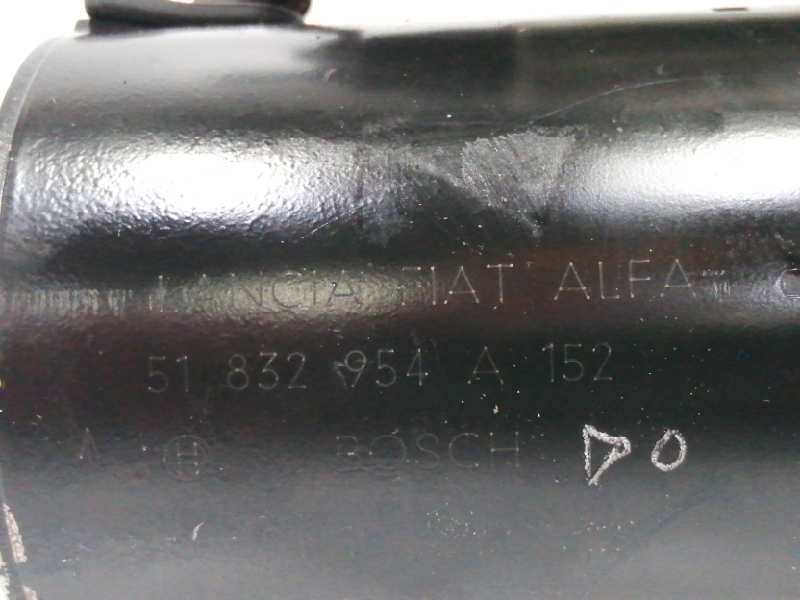 LANCIA FIAT ALFA
51 832 954 A 152
A H BOSCH